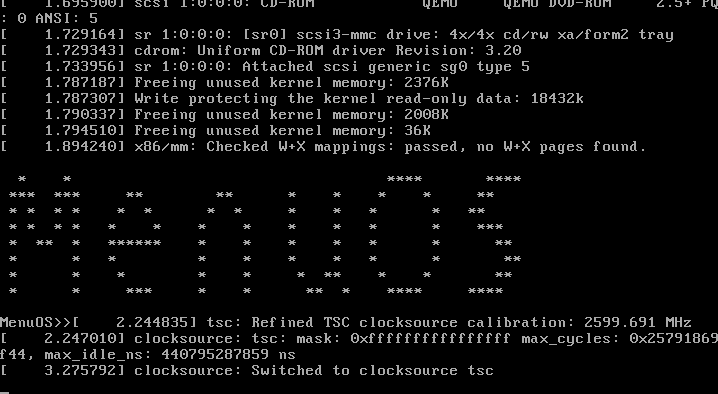 [    1.695900] scsi 1:0:0:0: CD-ROM            QEMU     QEMU DVD-ROM     2.5+ PQ
: 0 ANSI: 5
[    1.729164] sr 1:0:0:0: [sr0] scsi3-mmc drive: 4x/4x cd/rw xa/form2 tray
[    1.729343] cdrom: Uniform CD-ROM driver Revision: 3.20
[    1.733956] sr 1:0:0:0: Attached scsi generic sg0 type 5
[    1.787187] Freeing unused kernel memory: 2376K
[    1.787307] Write protecting the kernel read-only data: 18432k
[    1.790337] Freeing unused kernel memory: 2008K
[    1.794510] Freeing unused kernel memory: 36K
[    1.894240] x86/mm: Checked W+X mappings: passed, no W+X pages found.
MenuOS
MenuOS>>[    2.244835] tsc: Refined TSC clocksource calibration: 2599.691 MHz
[    2.247010] clocksource: tsc: mask: 0xffffffffffffffff max_cycles: 0x25791869
f44, max_idle_ns: 440795287859 ns
[    3.275792] clocksource: Switched to clocksource tsc